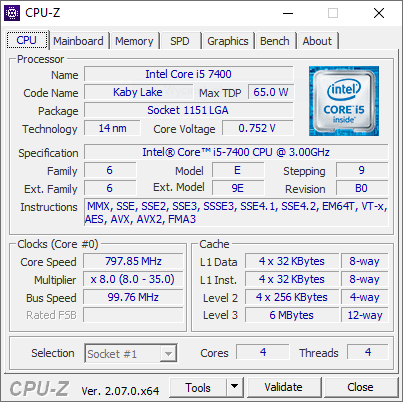 CPU-Z
CPU Mainboard Memory SPD Graphics Bench About
Processor
Name Intel Core i5 7400
Code Name Kaby Lake Max TDP 65.0 W
Package Socket 1151 LGA
Technology 14 nm Core Voltage 0.752 V
intel
CORE i5
inside™
Specification Intel® Core™ i5-7400 CPU @ 3.00GHz
Family 6 Model E Stepping 9
Ext. Family 6 Ext. Model 9E Revision B0
Instructions MMX, SSE, SSE2, SSE3, SSSE3, SSE4.1, SSE4.2, EM64T, VT-x,
AES, AVX, AVX2, FMA3
Clocks (Core #0)
Core Speed 797.85 MHz
Multiplier x 8.0 (8.0 - 35.0)
Bus Speed 99.76 MHz
Rated FSB
Cache
L1 Data 4 x 32 KBytes 8-way
L1 Inst. 4 x 32 KBytes 8-way
Level 2 4 x 256 KBytes 4-way
Level 3 6 MBytes 12-way
Selection Socket #1 Cores 4 Threads 4
CPU-Z Ver. 2.07.0.x64 Tools Validate Close